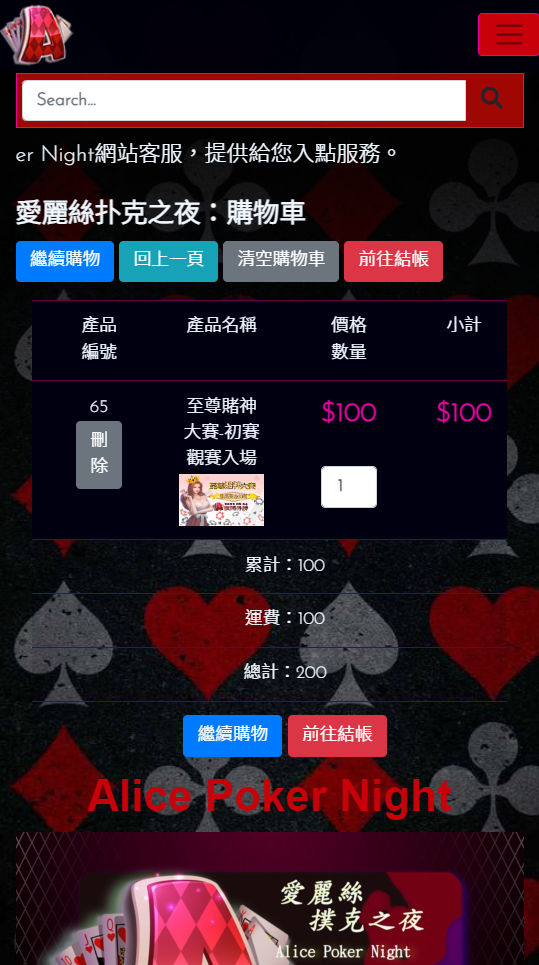 Search...
er Night網站客服，提供給您入點服務。
愛麗絲扑克之夜：購物車
繼續購物 回上一頁 清空購物車 前往結帳
產品編號 產品名稱 價格 小計
數量
65 至尊賭神 $100 $100
刪除 大賽-初賽
觀賽入場
1
累計：100
運費：100
總計：200
繼續購物 前往結帳
Alice Poker Night
愛麗絲
撲克之夜
Alice Poker Night